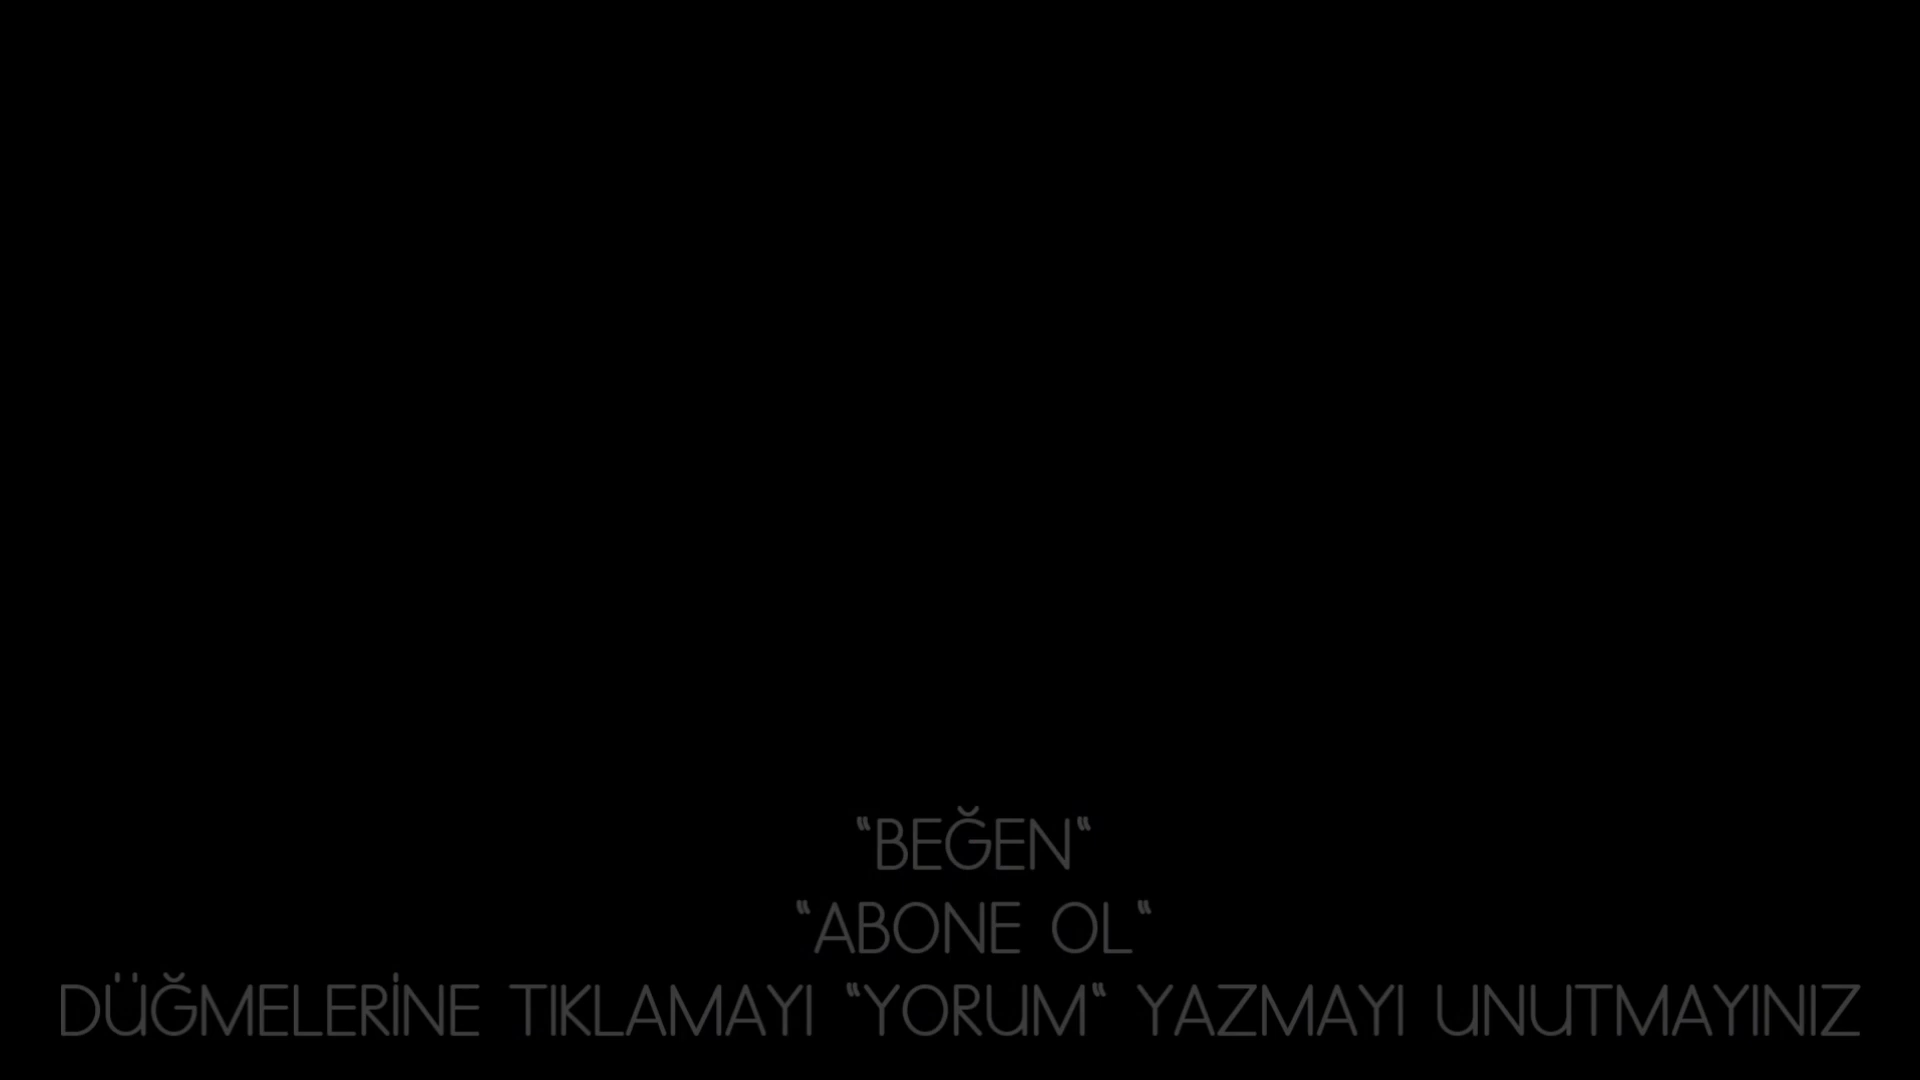 “BEĞEN“
“ABONE OL“
DÜĞMELERİNE TIKLAMAYI “YORUM“ YAZMAYI UNUTMAYINIZ